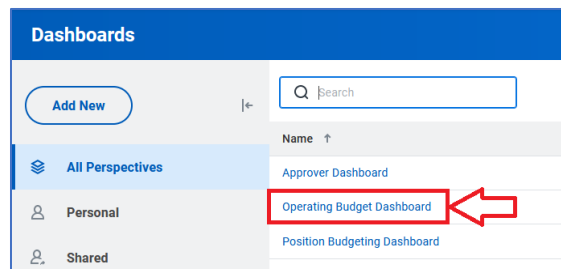 Dashboards
Add New
Search
Name
All Perspectives
Approver Dashboard
Personal
Operating Budget Dashboard
Shared
Position Budgeting Dashboard